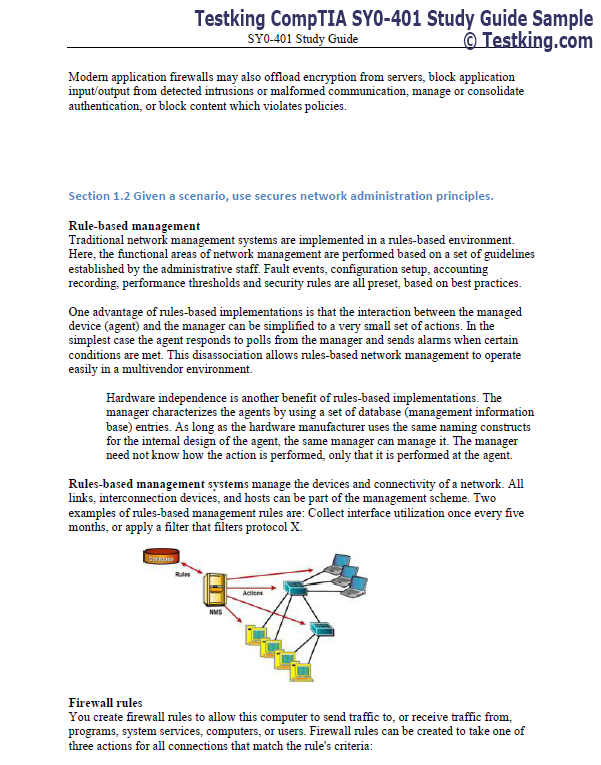 Testking CompTIA SY0-401 Study Guide Sample
SY0-401 Study Guide
© Testking.com
Modern application firewalls may also offload encryption from servers, block application
input/output from detected intrusions or malformed communication, manage or consolidate
authentication, or block content which violates policies.
Section 1.2 Given a scenario, use secures network administration principles.
Rule-based management
Traditional network management systems are implemented in a rules-based environment.
Here, the functional areas of network management are performed based on a set of guidelines
established by the administrative staff. Fault events, configuration setup, accounting
recording, performance thresholds and security rules are all preset, based on best practices.
One advantage of rules-based implementations is that the interaction between the managed
device (agent) and the manager can be simplified to a very small set of actions. In the
simplest case the agent responds to polls from the manager and sends alarms when certain
conditions are met. This disassociation allows rules-based network management to operate
easily in a multivendor environment.
Hardware independence is another benefit of rules-based implementations. The
manager characterizes the agents by using a set of database (management information
base) entries. As long as the hardware manufacturer uses the same naming constructs
for the internal design of the agent, the same manager can manage it. The manager
need not know how the action is performed, only that it is performed at the agent.
Rules-based management systems manage the devices and connectivity of a network. All
links, interconnection devices, and hosts can be part of the management scheme. Two
examples of rules-based management rules are: Collect interface utilization once every five
months, or apply a filter that filters protocol X.
Database
Rules
Actions
NMS
Firewall rules
You create firewall rules to allow this computer to send traffic to, or receive traffic from,
programs, system services, computers, or users. Firewall rules can be created to take one of
three actions for all connections that match the rule's criteria: